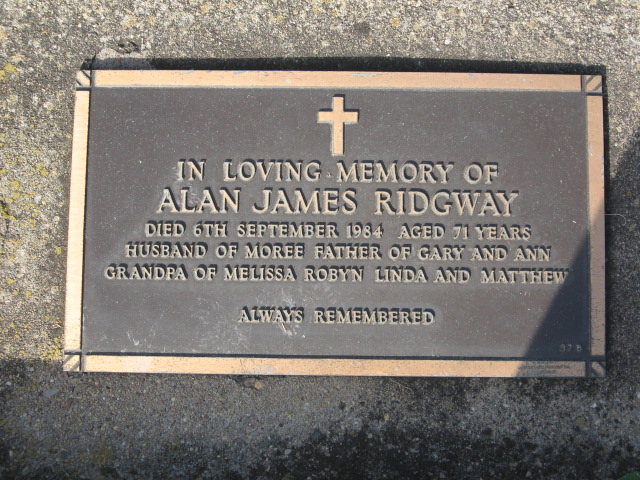 IN LOVING MEMORY OF
ALAN JAMES RIDGWAY
DIED 6TH SEPTEMBER 1984 AGED 71 YEARS
HUSBAND OF MOREE FATHER OF GARY AND ANN
GRANDPA OF MELISSA ROBYN LINDA AND MATTHEW
ALWAYS REMEMBERED